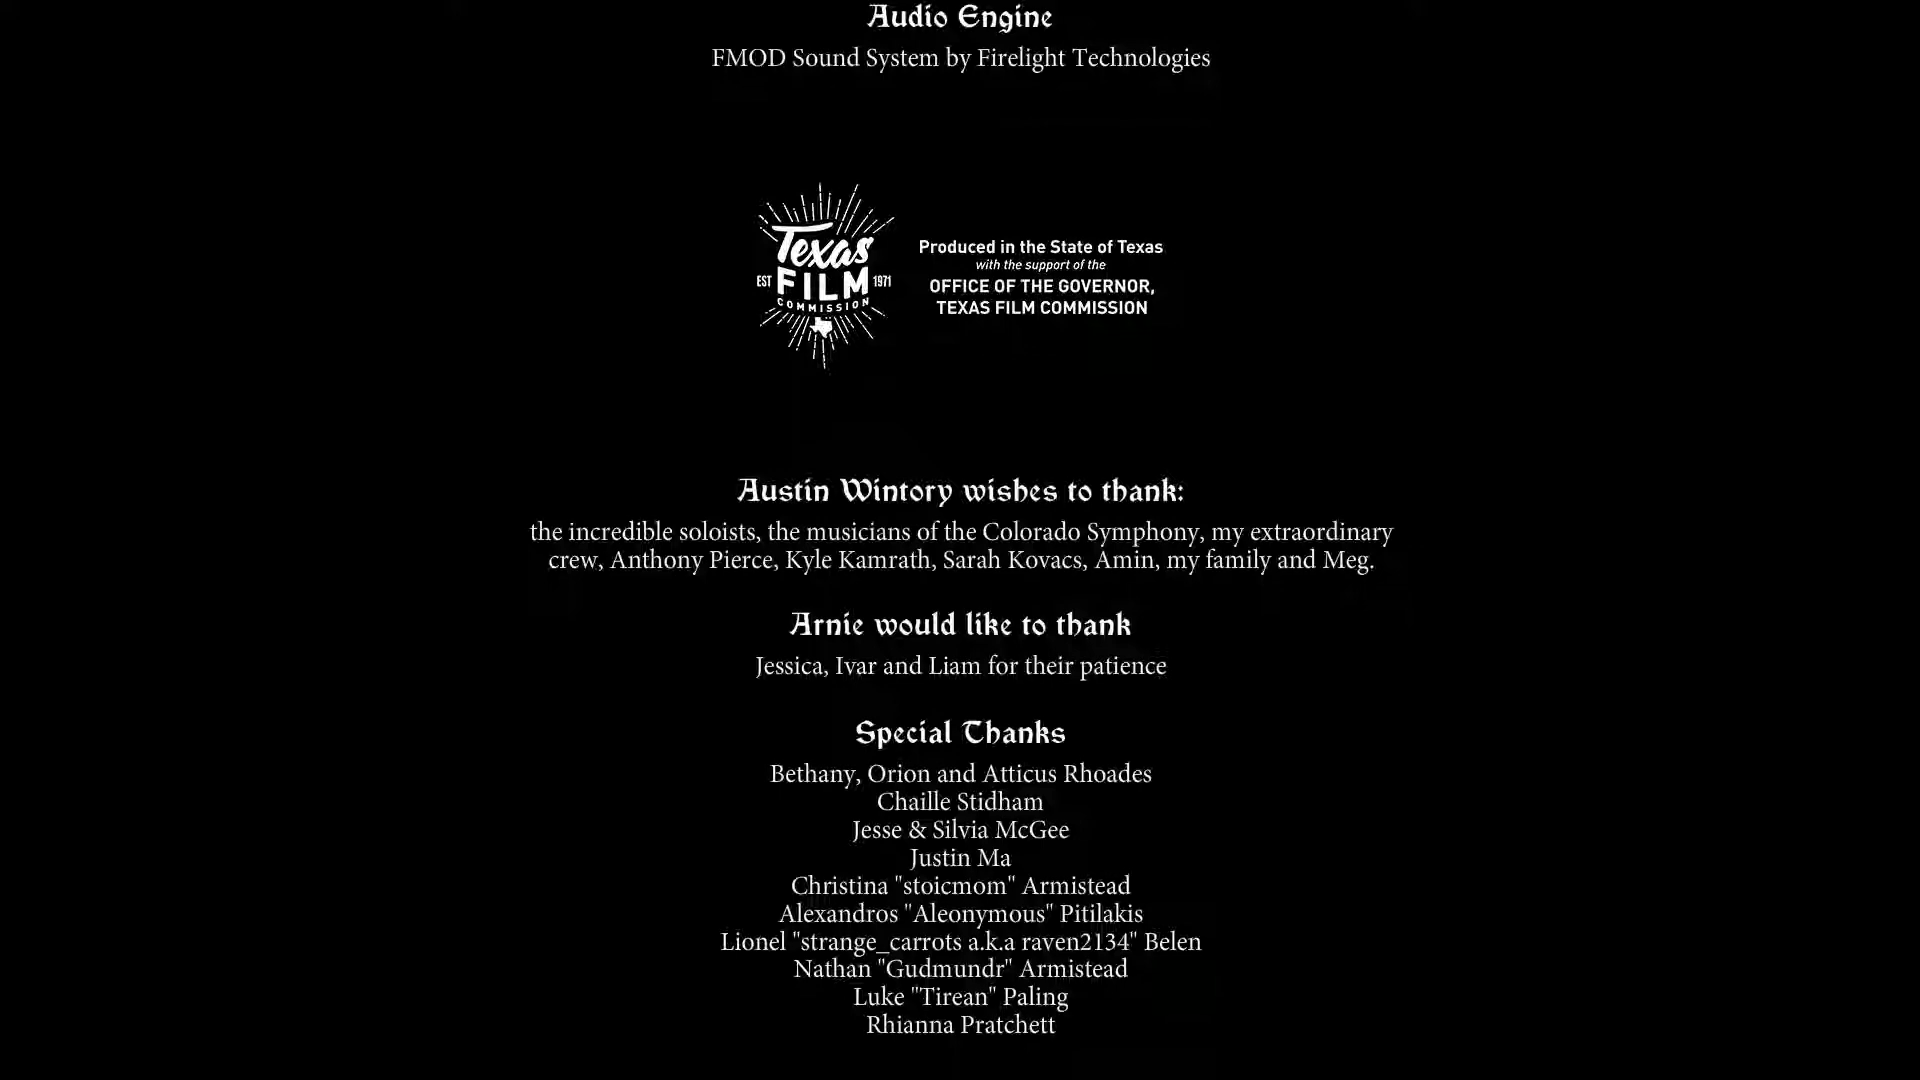 Audio Engine
FMOD Sound System by Firelight Technologies
Texas
EST FILM 1971
COMMISSION
Produced in the State of Texas
with the support of the
OFFICE OF THE GOVERNOR,
TEXAS FILM COMMISSION
Austin Wintory wishes to thank:
the incredible soloists, the musicians of the Colorado Symphony, my extraordinary
crew, Anthony Pierce, Kyle Kamrath, Sarah Kovacs, Amin, my family and Meg.
Arnie would like to thank
Jessica, Ivar and Liam for their patience
Special Thanks
Bethany, Orion and Atticus Rhoades
Chaille Stidham
Jesse & Silvia McGee
Justin Ma
Christina "stoicmom" Armistead
Alexandros "Aleonymous" Pitilakis
Lionel "strange_carrots a.k.a raven2134" Belen
Nathan "Gudmundr" Armistead
Luke "Tirean" Paling
Rhianna Pratchett